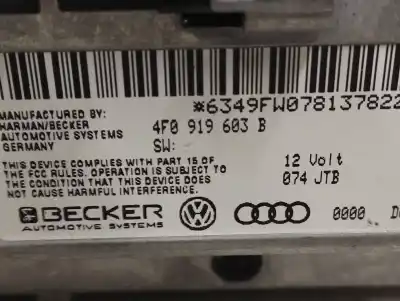 *6349FW078137822
MANUFACTURED BY:
HARMAN/BECKER
AUTOMOTIVE SYSTEMS
GERMANY
4F0 919 603 B
SW:
THIS DEVICE COMPLIES WITH PART 15 OF
THE FCC RULES. OPERATION IS SUBJECT
TO THE CONDITION THAT THIS DEVICE DOES
NOT CAUSE HARMFUL INTERFERENCE.
12 Volt
074 JTB
BECKER
AUTOMOTIVE SYSTEMS
0000